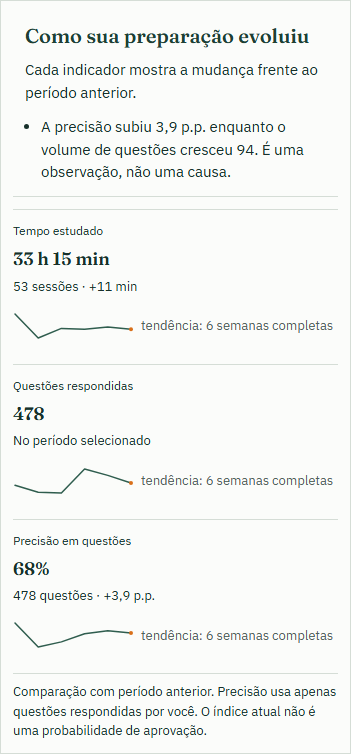 Como sua preparação evoluiu
Cada indicador mostra a mudança frente ao
período anterior.
• A precisão subiu 3,9 p.p. enquanto o
volume de questões cresceu 94. É uma
observação, não uma causa.
Tempo estudado
33 h 15 min
53 sessões · +11 min
tendência: 6 semanas completas
Questões respondidas
478
No período selecionado
tendência: 6 semanas completas
Precisão em questões
68%
478 questões · +3,9 p.p.
tendência: 6 semanas completas
Comparação com período anterior. Precisão usa apenas
questões respondidas por você. O índice atual não é
uma probabilidade de aprovação.